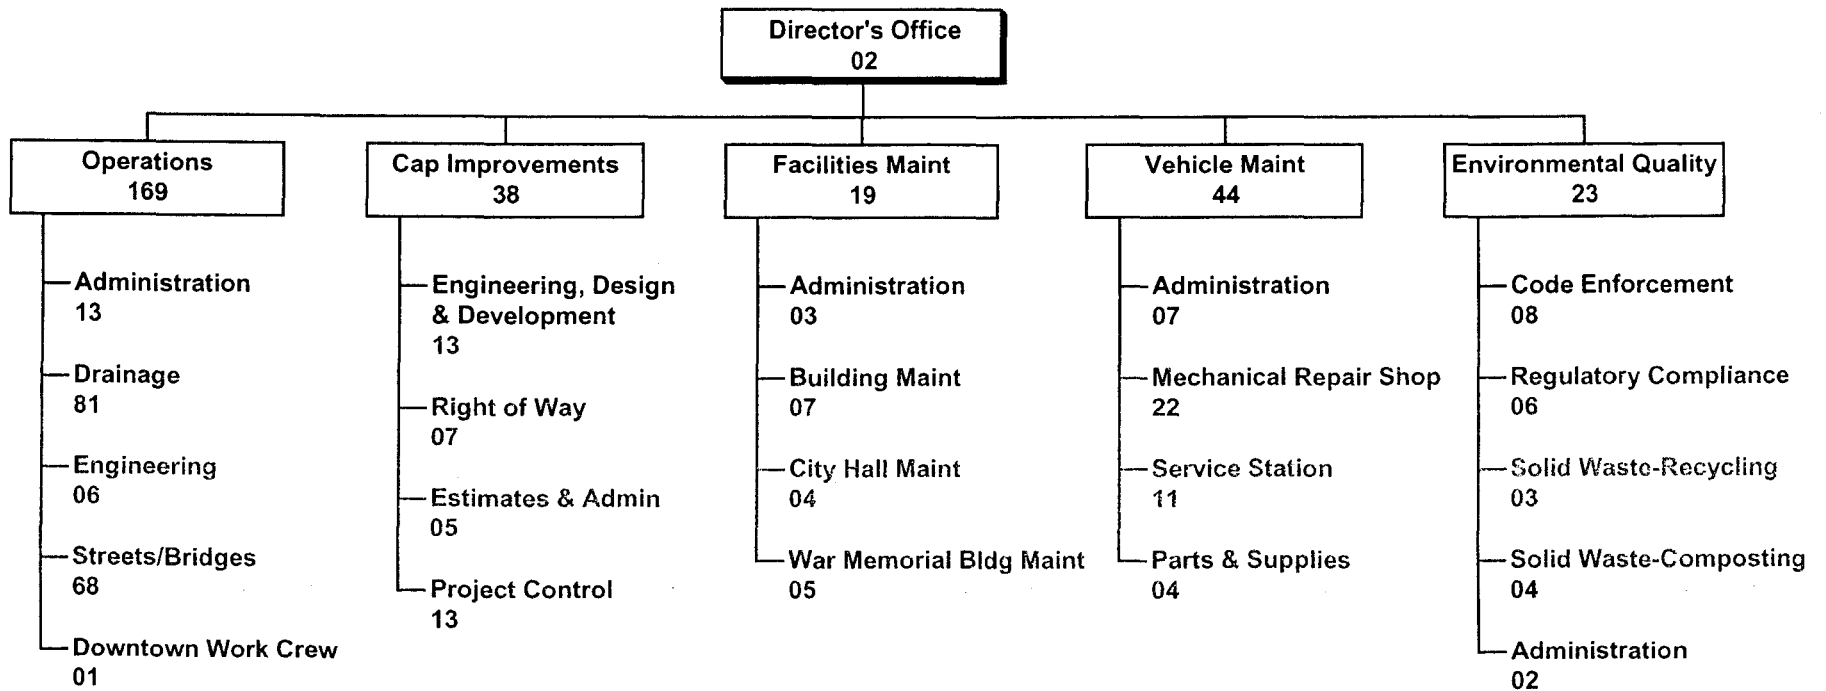 Director's Office
02
Operations
169
Administration
13
Drainage
81
Engineering
06
Streets/Bridges
68
Downtown Work Crew
01
Cap Improvements
38
Engineering, Design
& Development
13
Right of Way
07
Estimates & Admin
05
Project Control
13
Facilities Maint
19
Administration
03
Building Maint
07
City Hall Maint
04
War Memorial Bldg Maint
05
Vehicle Maint
44
Administration
07
Mechanical Repair Shop
22
Service Station
11
Parts & Supplies
04
Environmental Quality
23
Code Enforcement
08
Regulatory Compliance
06
Solid Waste-Recycling
03
Solid Waste-Composting
04
Administration
02